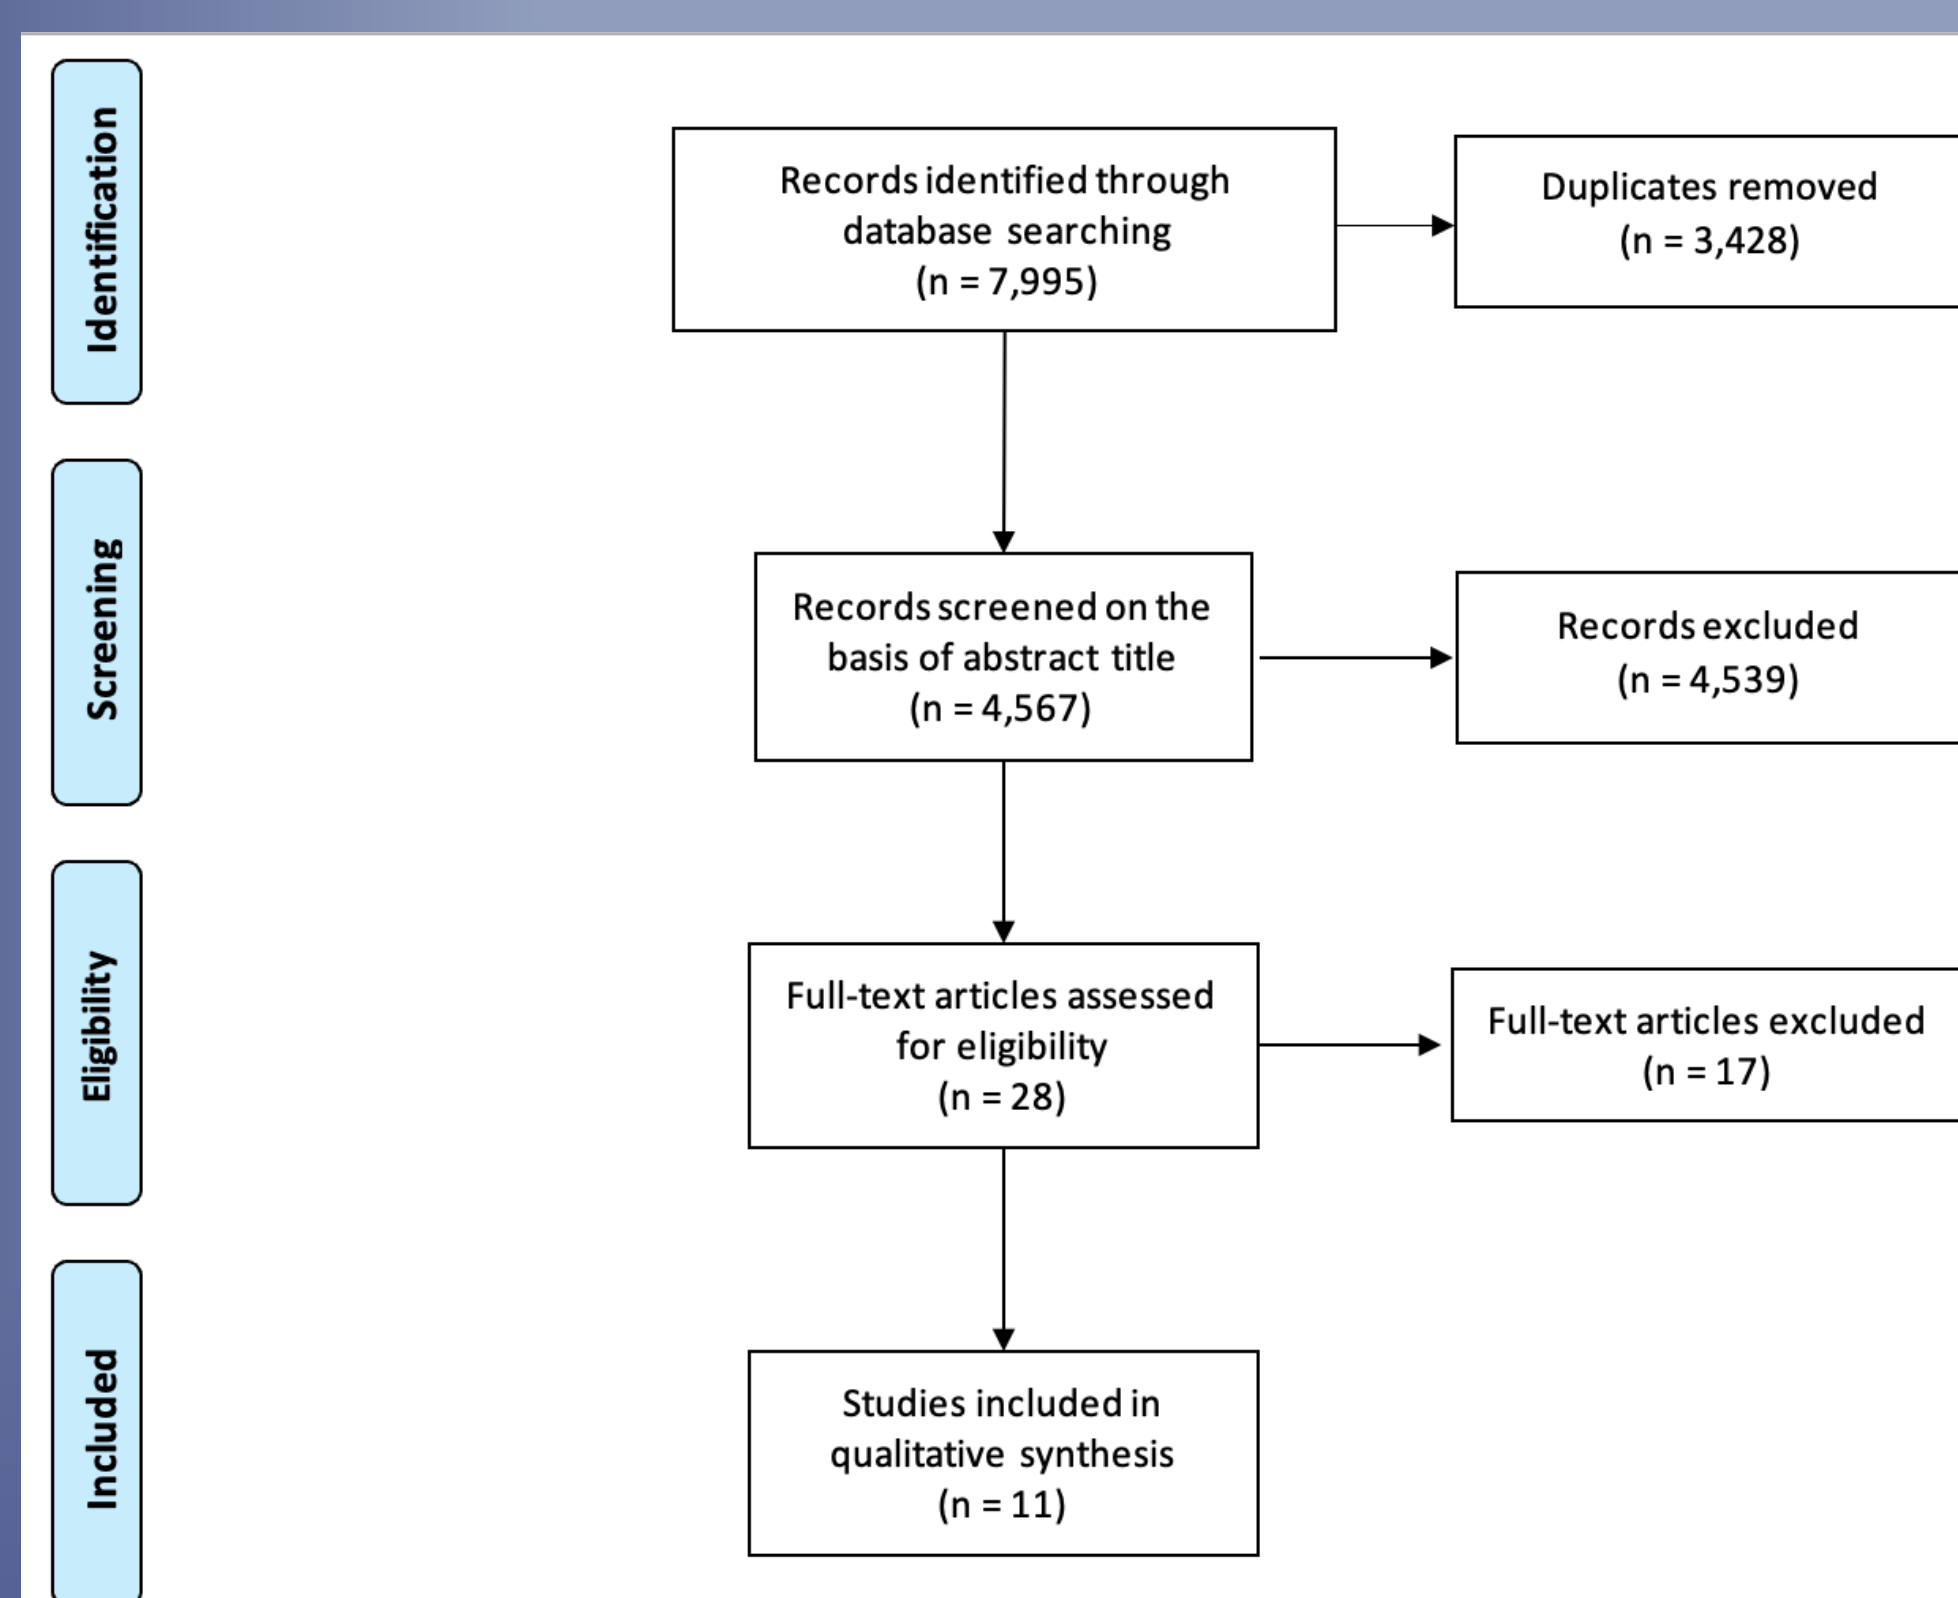 Identification
Records identified through
database searching
(n = 7,995)
Duplicates removed
(n = 3,428)
Screening
Records screened on the
basis of abstract title
(n = 4,567)
Records excluded
(n = 4,539)
Eligibility
Full-text articles assessed
for eligibility
(n = 28)
Full-text articles excluded
(n = 17)
Included
Studies included in
qualitative synthesis
(n = 11)